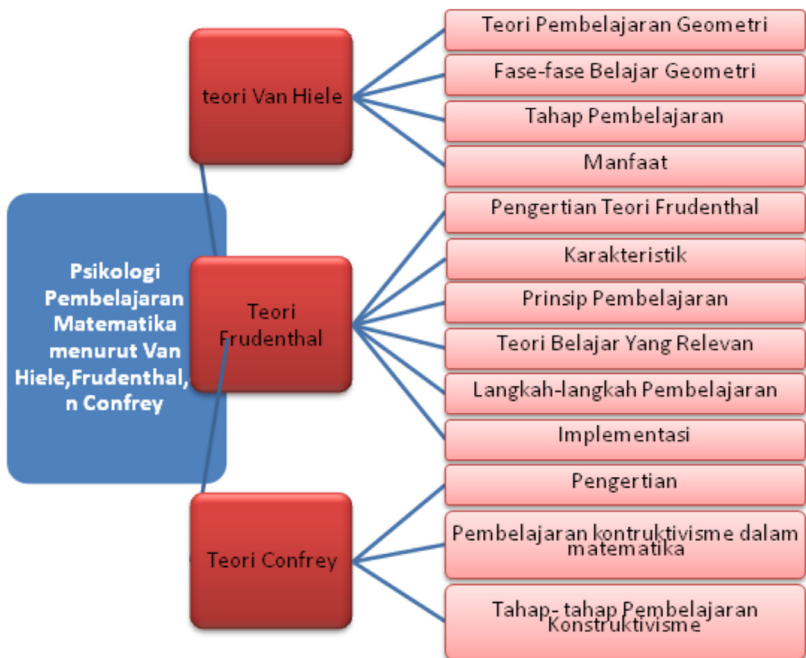 Psikologi
Pembelajaran
Matematika
menurut Van
Hiele,Frudenthal,
n Confrey
teori Van Hiele
Teori Pembelajaran Geometri
Fase-fase Belajar Geometri
Tahap Pembelajaran
Manfaat
Teori
Frudenthal
Pengertian Teori Frudenthal
Karakteristik
Prinsip Pembelajaran
Teori Belajar Yang Relevan
Langkah-langkah Pembelajaran
Implementasi
Teori Confrey
Pengertian
Pembelajaran kontruktivisme dalam
matematika
Tahap- tahap Pembelajaran
Konstruktivisme